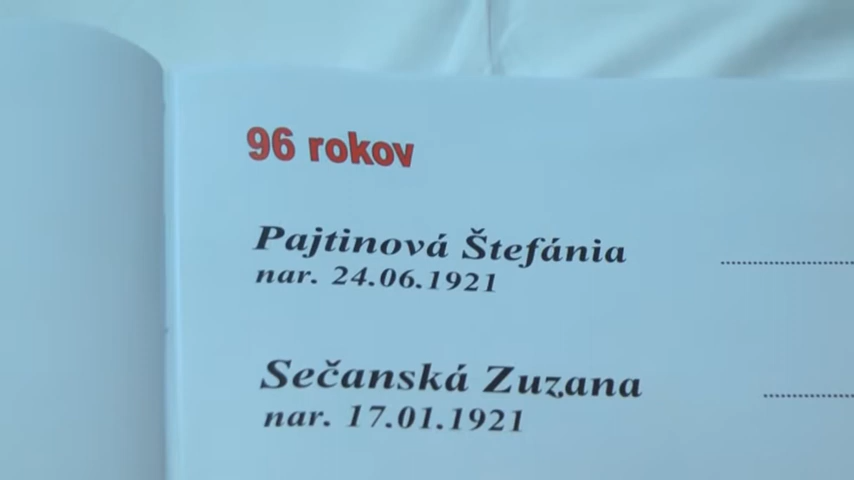 96 rokov
Pajtinová Štefánia
nar. 24.06.1921
Sečanská Zuzana
nar. 17.01.1921